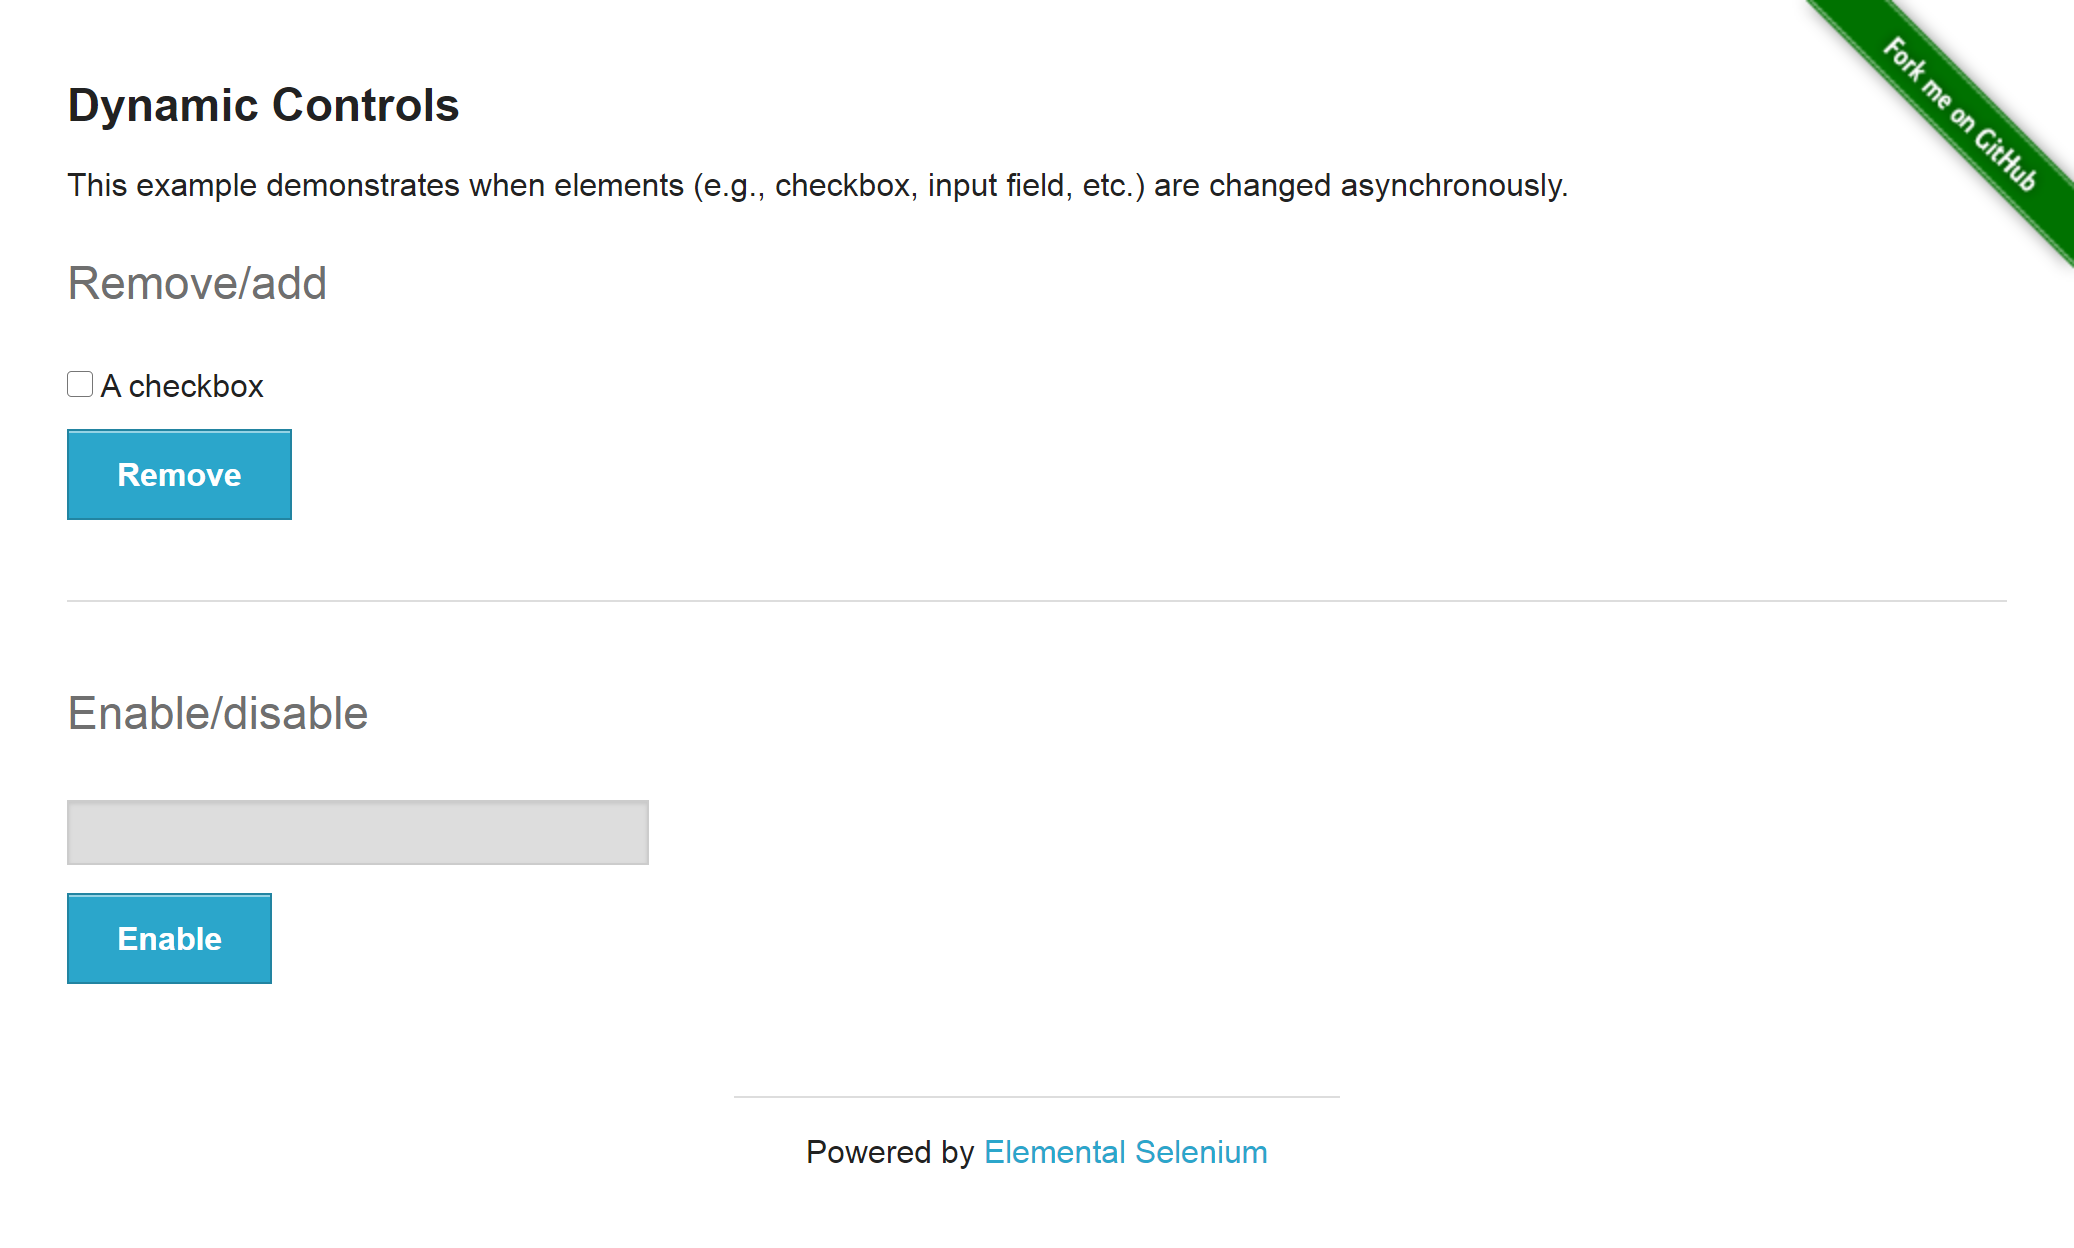 Fork me on GitHub
Dynamic Controls
This example demonstrates when elements (e.g., checkbox, input field, etc.) are changed asynchronously.
Remove/add
A checkbox
Remove
Enable/disable
Enable
Powered by Elemental Selenium